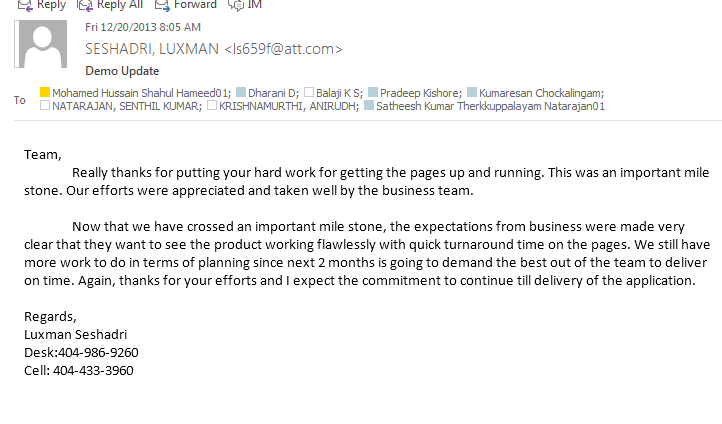 Reply Reply All Forward IM
Fri 12/20/2013 8:05 AM
SESHADRI, LUXMAN <ls659f@att.com>
Demo Update
To Mohamed Hussain Shahul Hameed01; Dharani D; Balaji K S; Pradeep Kishore; Kumaresan Chockalingam;
NATARAJAN, SENTHIL KUMAR; KRISHNAMURTHI, ANIRUDH; Satheesh Kumar Therkkuppalayam Natarajan01
Team,
Really thanks for putting your hard work for getting the pages up and running. This was an important mile
stone. Our efforts were appreciated and taken well by the business team.
Now that we have crossed an important mile stone, the expectations from business were made very
clear that they want to see the product working flawlessly with quick turnaround time on the pages. We still have
more work to do in terms of planning since next 2 months is going to demand the best out of the team to deliver
on time. Again, thanks for your efforts and I expect the commitment to continue till delivery of the application.
Regards,
Luxman Seshadri
Desk:404-986-9260
Cell: 404-433-3960